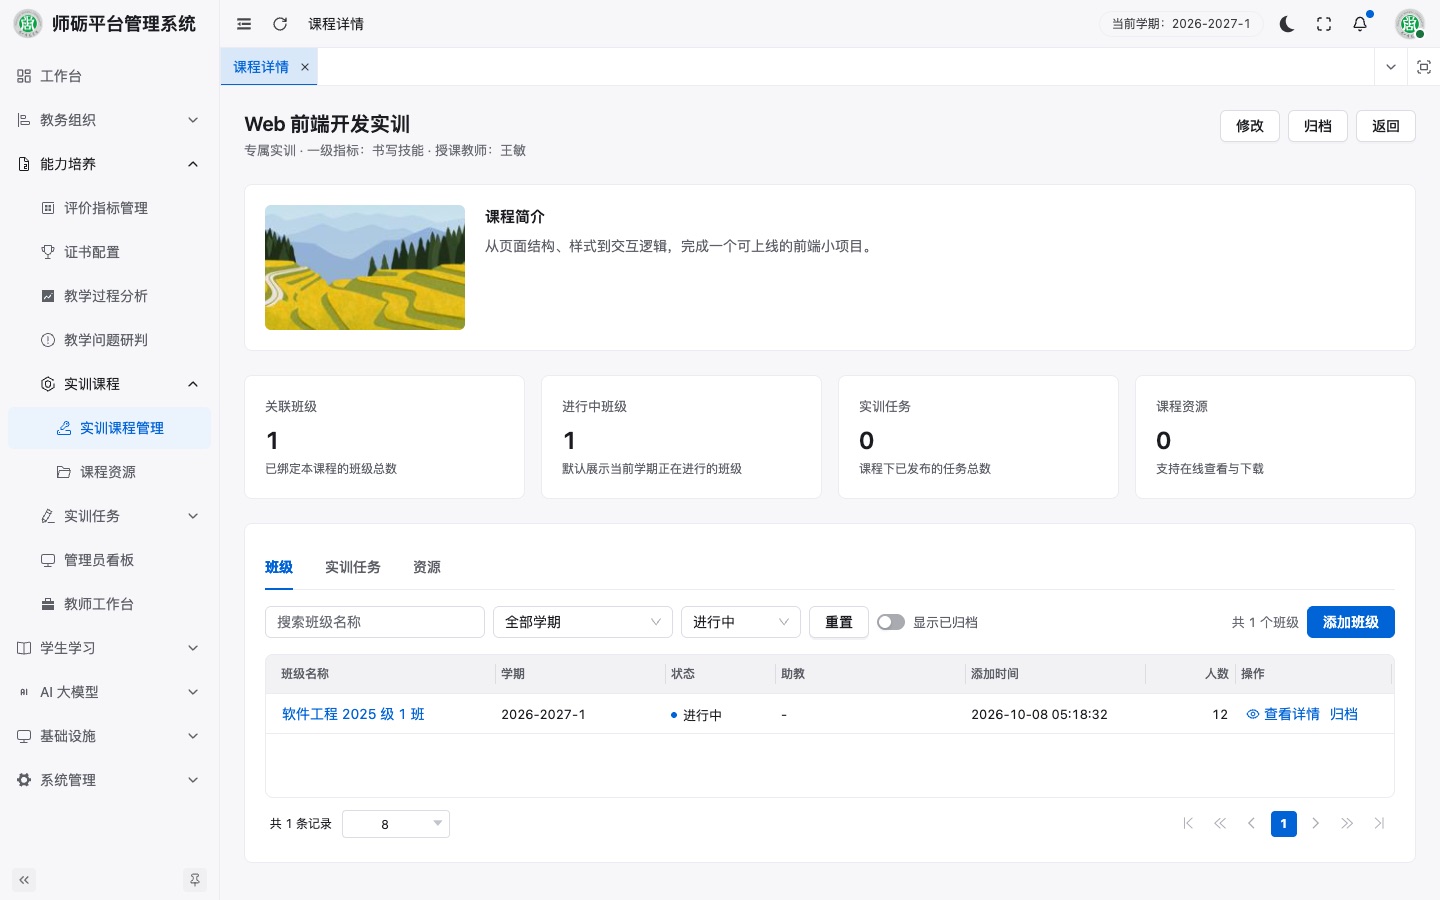 师砺平台管理系统
课程详情
当前学期：2026-2027-1
工作台
教务组织
能力培养
评价指标管理
证书配置
教学过程分析
教学问题研判
实训课程
实训课程管理
课程资源
实训任务
管理员看板
教师工作台
学生学习
AI AI 大模型
基础设施
系统管理
课程详情
Web 前端开发实训
专属实训 · 一级指标：书写技能 · 授课教师：王敏
修改 归档 返回
课程简介
从页面结构、样式到交互逻辑，完成一个可上线的前端小项目。
关联班级
1
已绑定本课程的班级总数
进行中班级
1
默认展示当前学期正在进行的班级
实训任务
0
课程下已发布的任务总数
课程资源
0
支持在线查看与下载
班级 实训任务 资源
搜索班级名称 全部学期 进行中 重置 显示已归档 共 1 个班级 添加班级
班级名称 学期 状态 助教 添加时间 人数 操作
软件工程 2025 级 1 班 2026-2027-1 进行中 - 2026-10-08 05:18:32 12 查看详情 归档
共 1 条记录 8 1